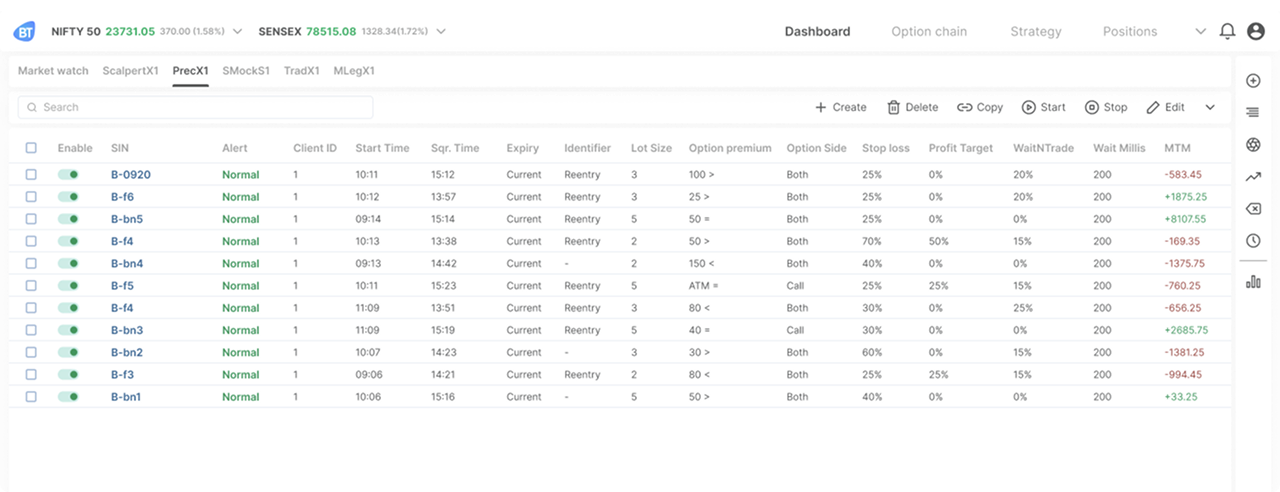 BT NIFTY 50 23731.05 370.00 (1.58%) SENSEX 78515.08 1328.34(1.72%) Dashboard Option chain Strategy Positions
Market watch ScalpertX1 PrecX1 SMockS1 TradX1 MLegX1
Search Create Delete Copy Start Stop Edit
Enable SIN Alert Client ID Start Time Sqr. Time Expiry Identifier Lot Size Option premium Option Side Stop loss Profit Target WaitNTrade Wait Millis MTM
B-0920 Normal 1 10:11 15:12 Current Reentry 3 100 > Both 25% 0% 20% 200 -583.45
B-f6 Normal 1 10:12 13:57 Current Reentry 3 25 > Both 25% 0% 20% 200 +1875.25
B-bn5 Normal 1 09:14 15:14 Current Reentry 5 50 = Both 25% 0% 0% 200 +8107.55
B-f4 Normal 1 10:13 13:38 Current Reentry 2 50 > Both 70% 50% 15% 200 -169.35
B-bn4 Normal 1 09:13 14:42 Current - 2 150 < Both 40% 0% 0% 200 -1375.75
B-f5 Normal 1 10:11 15:23 Current Reentry 5 ATM = Call 25% 25% 15% 200 -760.25
B-f4 Normal 1 11:09 13:51 Current Reentry 3 80 < Both 30% 0% 25% 200 -656.25
B-bn3 Normal 1 11:09 15:19 Current Reentry 5 40 = Call 30% 0% 0% 200 +2685.75
B-bn2 Normal 1 10:07 14:23 Current - 3 30 > Both 60% 0% 15% 200 -1381.25
B-f3 Normal 1 09:06 14:21 Current Reentry 2 80 < Both 25% 25% 15% 200 -994.45
B-bn1 Normal 1 10:06 15:16 Current - 5 50 > Both 40% 0% 0% 200 +33.25